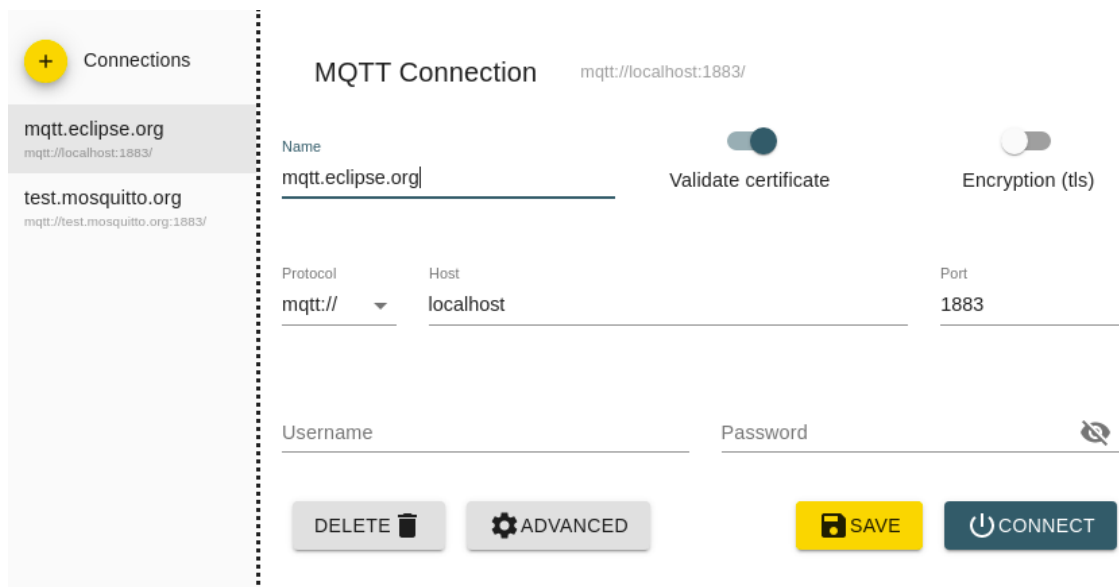 + Connections
mqtt.eclipse.org
mqtt://localhost:1883/
test.mosquitto.org
mqtt://test.mosquitto.org:1883/
MQTT Connection mqtt://localhost:1883/
Name
mqtt.eclipse.org
Validate certificate
Encryption (tls)
Protocol Host Port
mqtt:// localhost 1883
Username Password
DELETE ADVANCED SAVE CONNECT